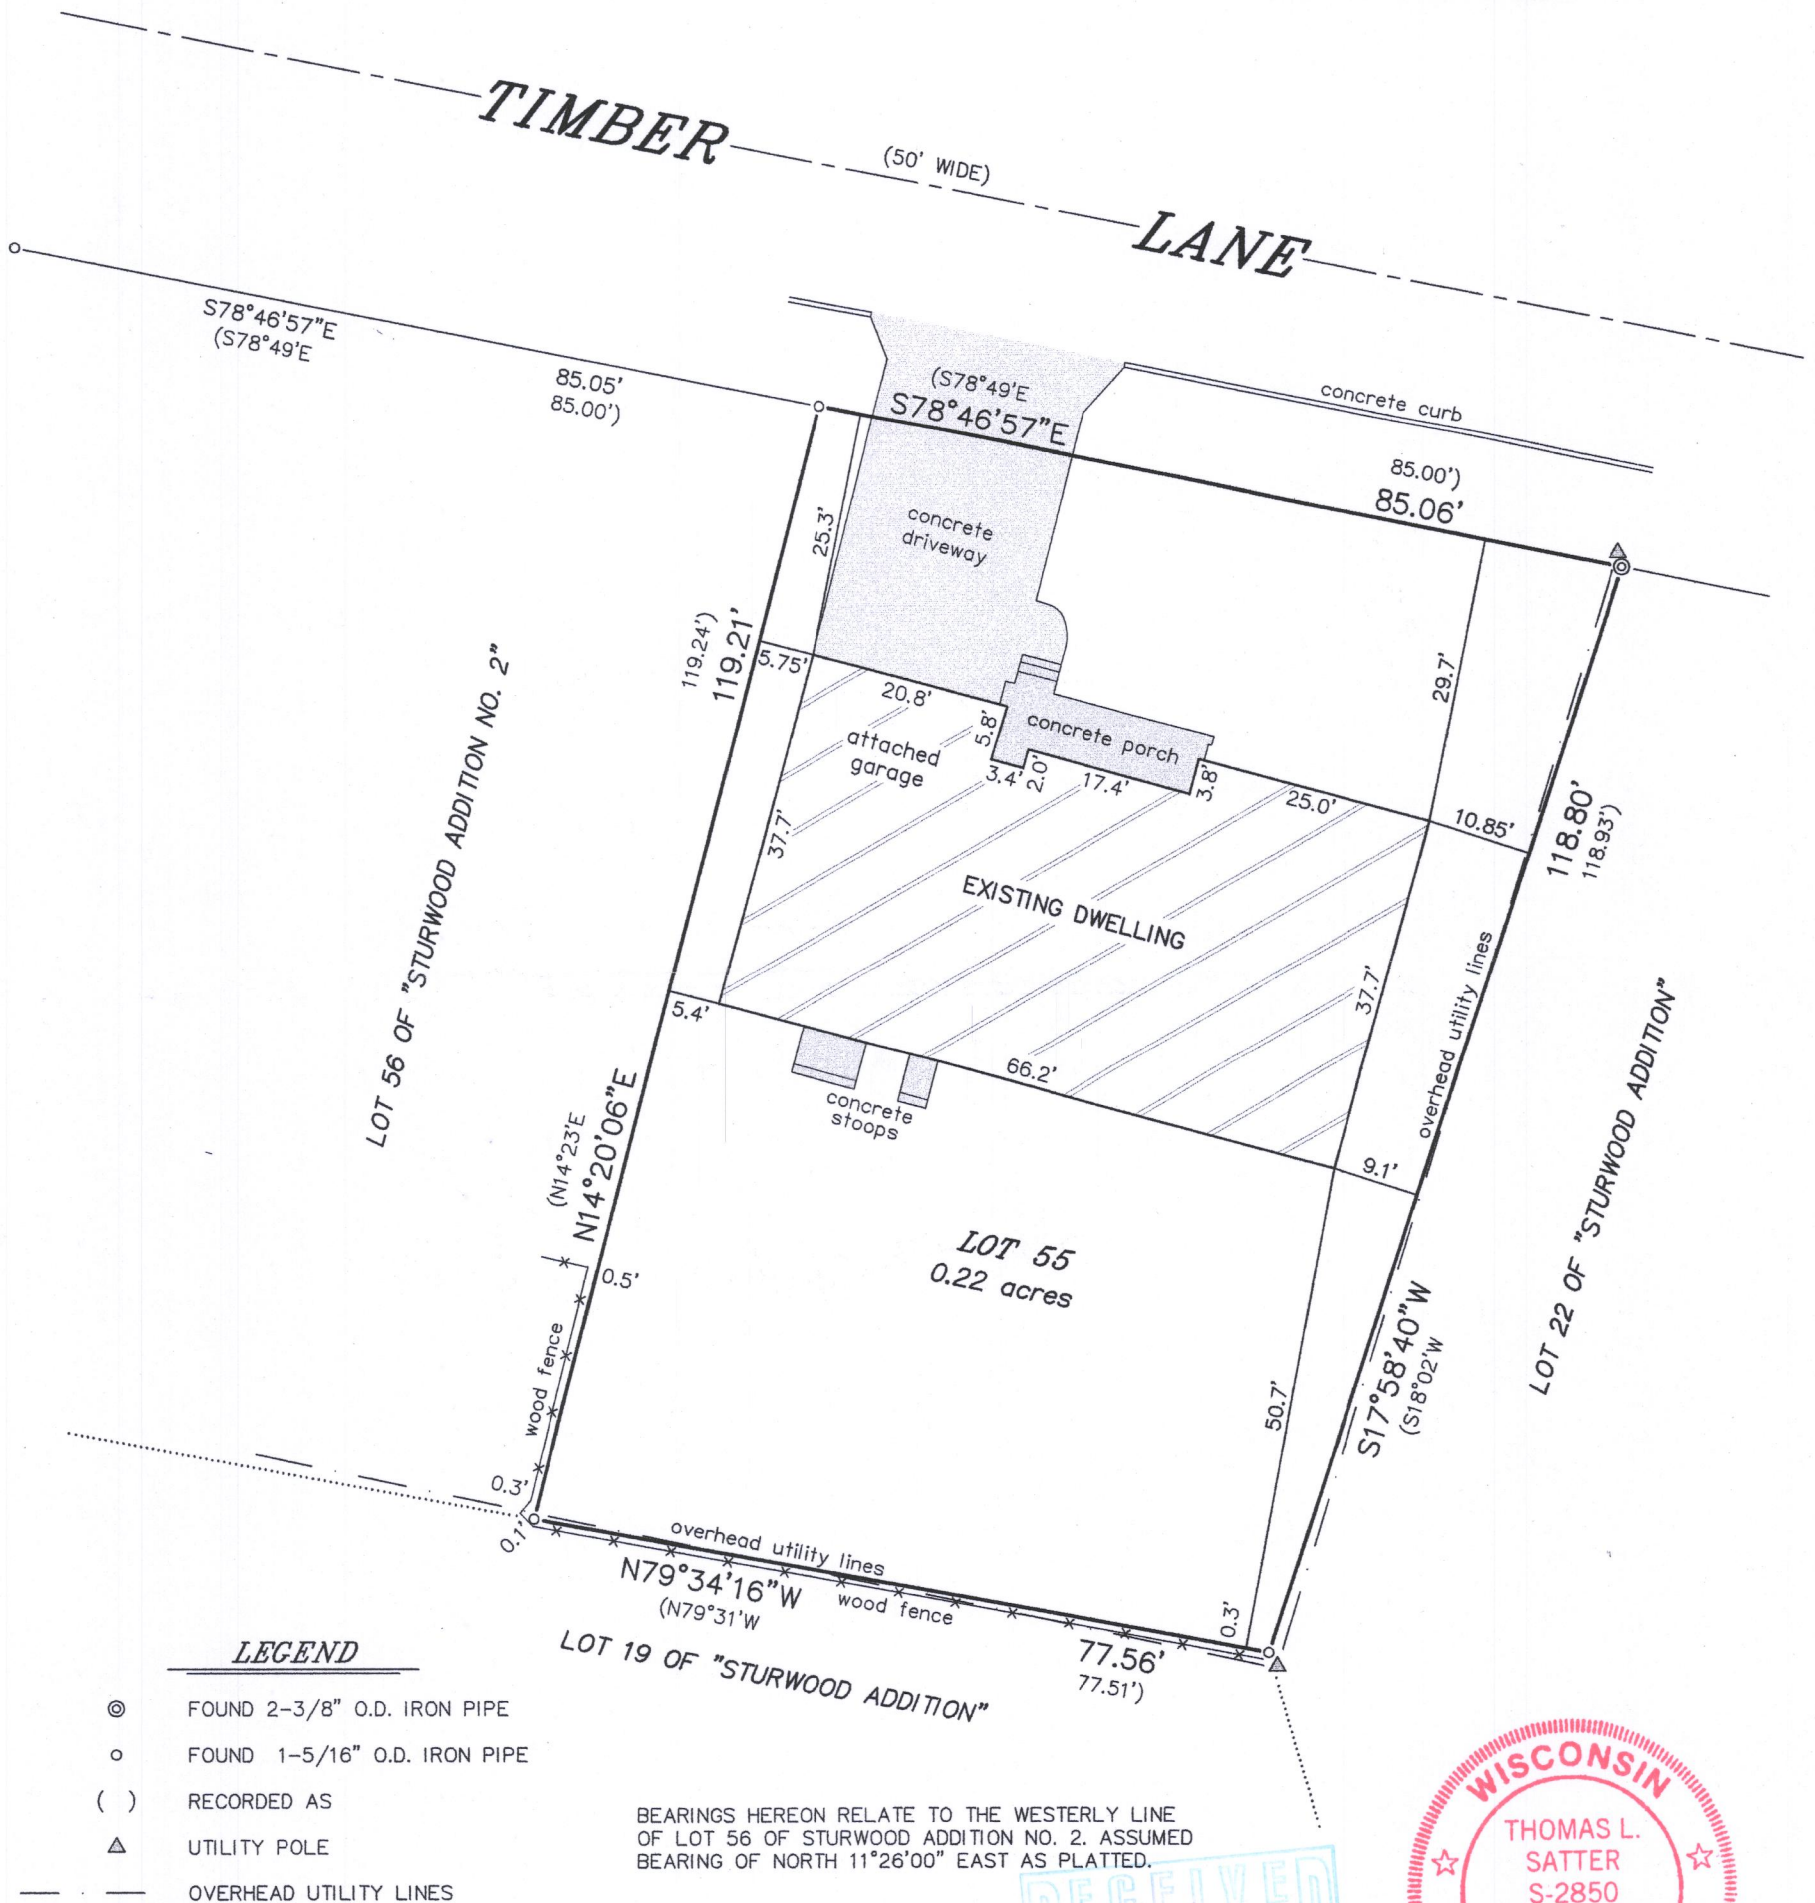 TIMBER
(50' WIDE)
LANE
S78°46'57"E
(S78°49'E
85.05'
85.00')
(S78°49'E
S78°46'57"E
concrete curb
85.00')
85.06'
concrete
driveway
25.3'
119.24')
119.21'
5.75'
20.8'
5.8'
attached
garage
concrete porch
3.4'
2.0'
17.4'
3.8'
25.0'
29.7'
10.85'
118.80'
118.93')
37.7'
EXISTING DWELLING
37.7'
overhead utility lines
LOT 56 OF "STURWOOD ADDITION NO. 2"
5.4'
66.2'
concrete
stoops
9.1'
(N14°23'E
N14°20'06"E
LOT 55
0.22 acres
LOT 22 OF "STURWOOD ADDITION"
0.5'
wood fence
S17°58'40"W
(S18°02'W
50.7'
0.3'
0.1'
overhead utility lines
N79°34'16"W
(N79°31'W
wood fence
0.3'
77.56'
77.51')
LOT 19 OF "STURWOOD ADDITION"
LEGEND
FOUND 2-3/8" O.D. IRON PIPE
FOUND 1-5/16" O.D. IRON PIPE
( ) RECORDED AS
UTILITY POLE
OVERHEAD UTILITY LINES
BEARINGS HEREON RELATE TO THE WESTERLY LINE
OF LOT 56 OF STURWOOD ADDITION NO. 2. ASSUMED
BEARING OF NORTH 11°26'00" EAST AS PLATTED.
RECEIVED
WISCONSIN
THOMAS L.
SATTER
S-2850